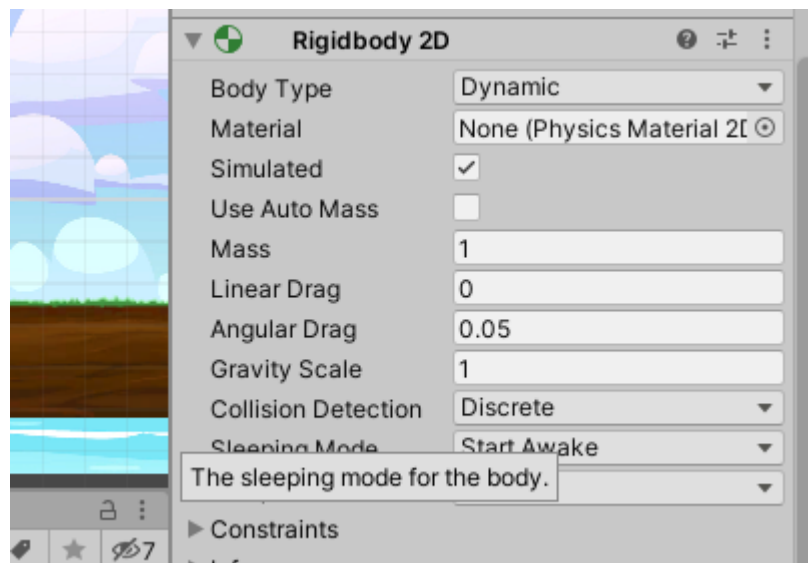 Rigidbody 2D
Body Type Dynamic
Material None (Physics Material 2D
Simulated
Use Auto Mass
Mass 1
Linear Drag 0
Angular Drag 0.05
Gravity Scale 1
Collision Detection Discrete
Sleeping Mode Start Awake
The sleeping mode for the body.
7
Constraints